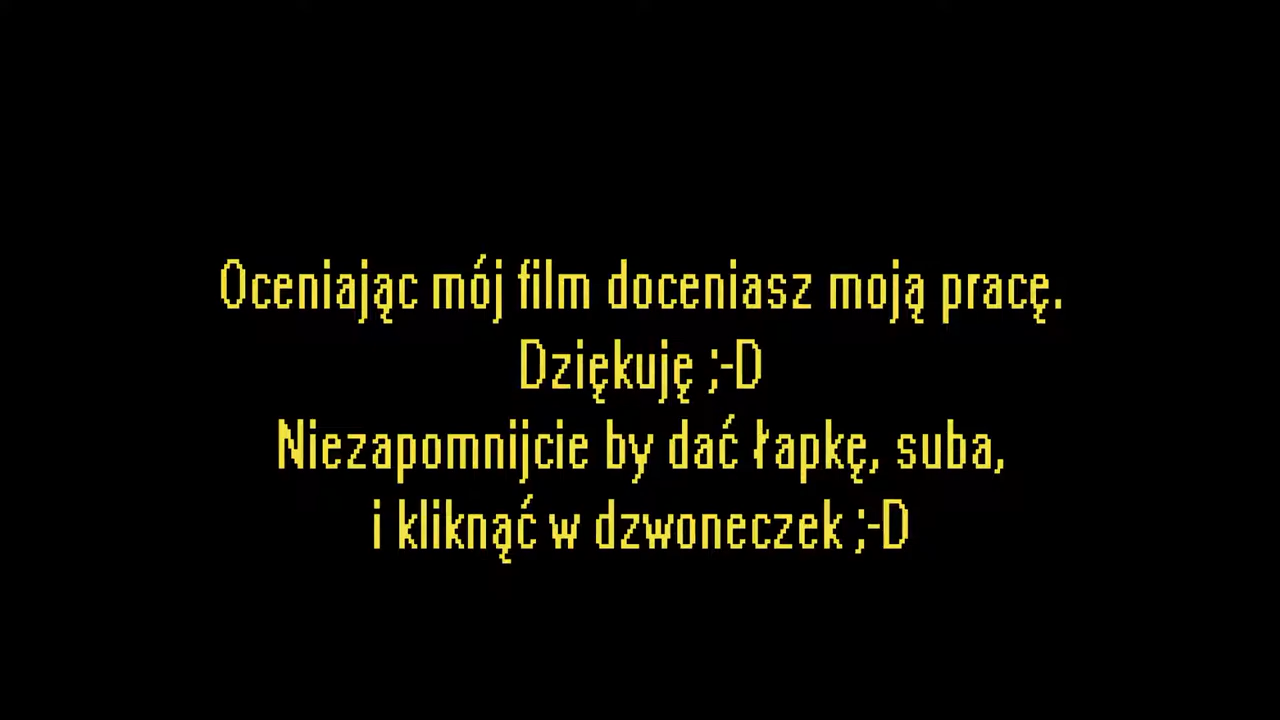 Oceniając mój film doceniasz moją pracę.
Dziękuję ;-D
Niezapomnijcie by dać łapkę, suba,
i kliknąć w dzwoneczek ;-D